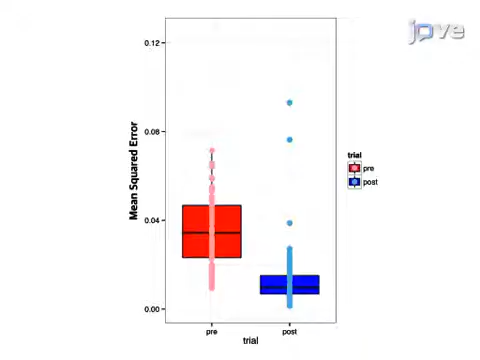 jove
0.12
0.08
0.04
0.00
Mean Squared Error
pre
post
trial
trial
pre
post